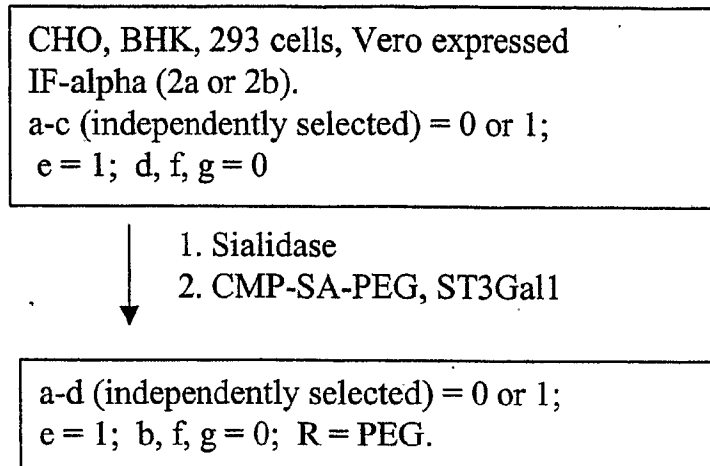 CHO, BHK, 293 cells, Vero expressed
IF-alpha (2a or 2b).
a-c (independently selected) = 0 or 1;
e = 1; d, f, g = 0
1. Sialidase
2. CMP-SA-PEG, ST3Gal1
a-d (independently selected) = 0 or 1;
e = 1; b, f, g = 0; R = PEG.